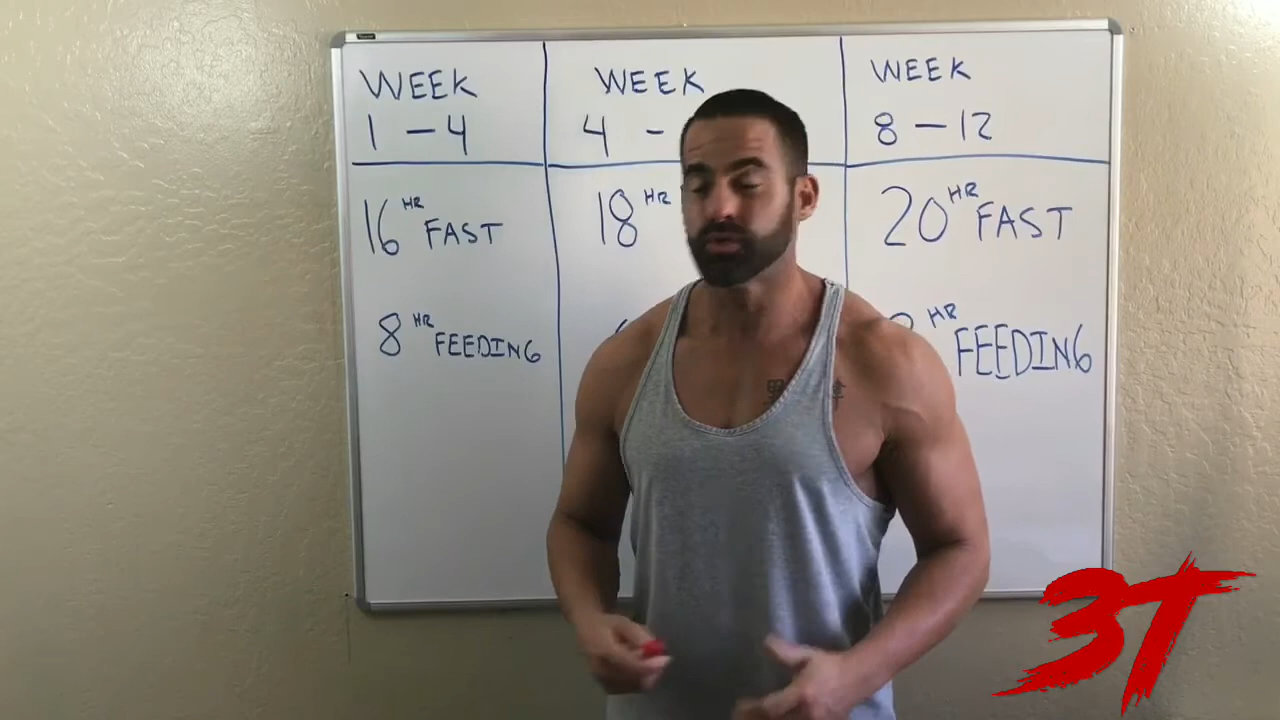 WEEK
1 - 4
16 HR FAST
8 HR FEEDING
WEEK
4 -
18 HR
WEEK
8 - 12
20 HR FAST
HR FEEDING
3T